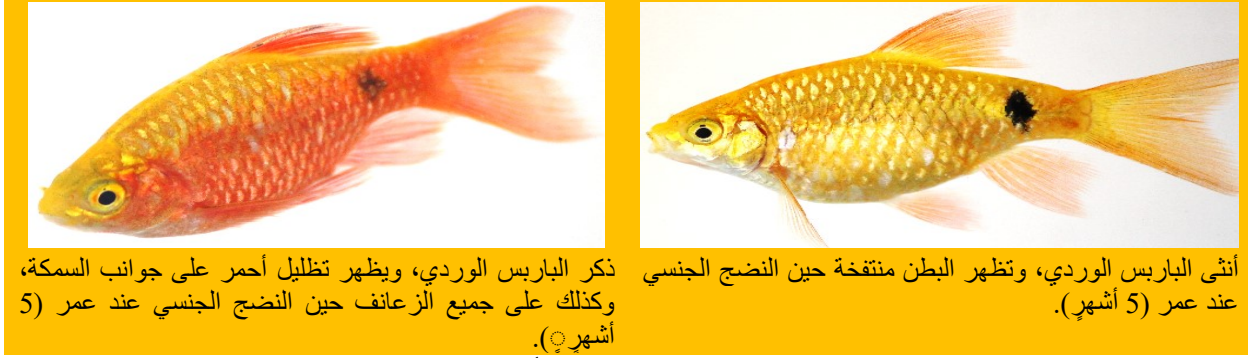 أنثى الباربس الوردي، وتظهر البطن منتفخة حين النضج الجنسي
عند عمر (5 أشهرٍ).
ذكر الباربس الوردي، ويظهر تظليل أحمر على جوانب السمكة،
وكذلك على جميع الزعانف حين النضج الجنسي عند عمر (5
أشهرٍ ٍ).